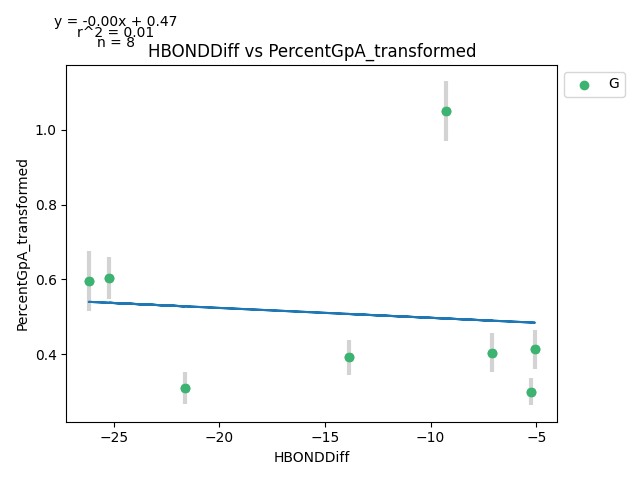 y = -0.00x + 0.47
r^2 = 0.01
n = 8
HBONDDiff vs PercentGpA_transformed
G
1.0
0.8
0.6
0.4
PercentGpA_transformed
−25
−20
−15
−10
−5
HBONDDiff